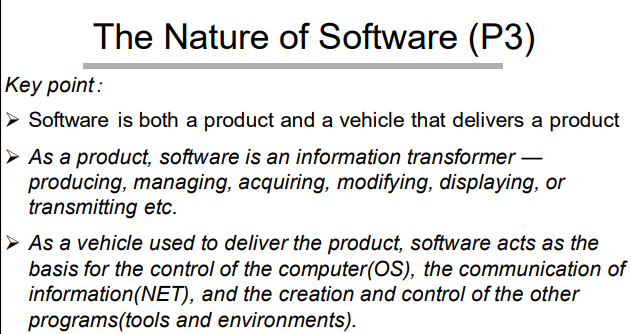 The Nature of Software (P3)
Key point:
➢ Software is both a product and a vehicle that delivers a product
➢ As a product, software is an information transformer —
producing, managing, acquiring, modifying, displaying, or
transmitting etc.
➢ As a vehicle used to deliver the product, software acts as the
basis for the control of the computer(OS), the communication of
information(NET), and the creation and control of the other
programs(tools and environments).